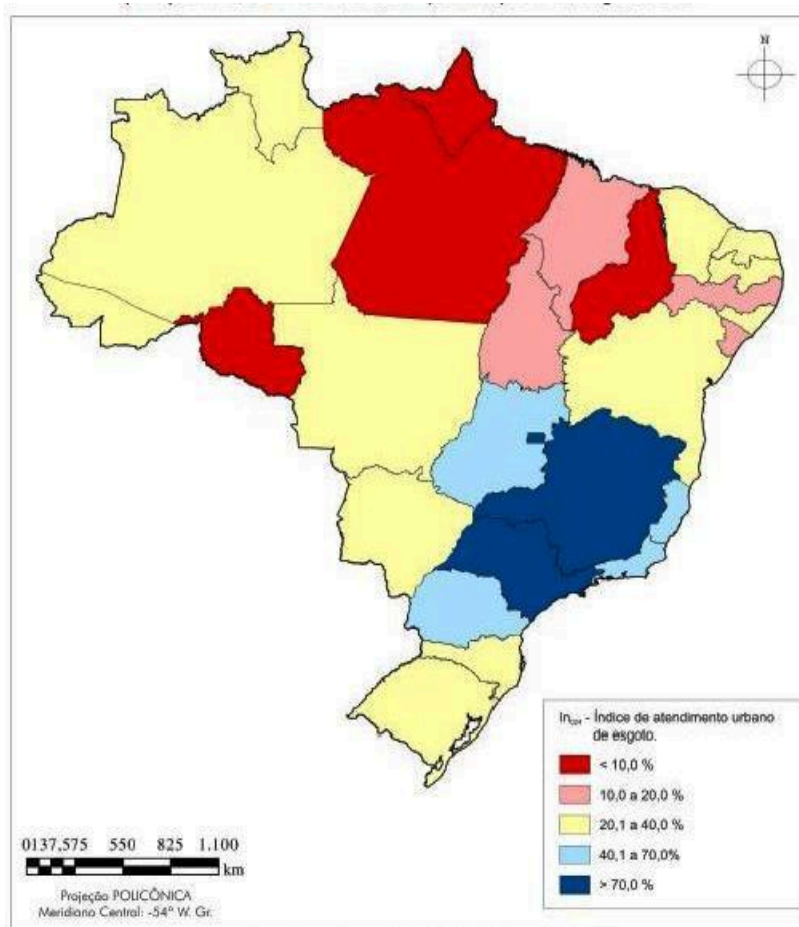 N
In₀₂₄ - Índice de atendimento urbano
de esgoto.
< 10,0 %
10,0 a 20,0 %
20,1 a 40,0 %
40,1 a 70,0%
> 70,0 %
0137,575 550 825 1.100
km
Projeção POLICÔNICA
Meridiano Central: -54º W. Gr.